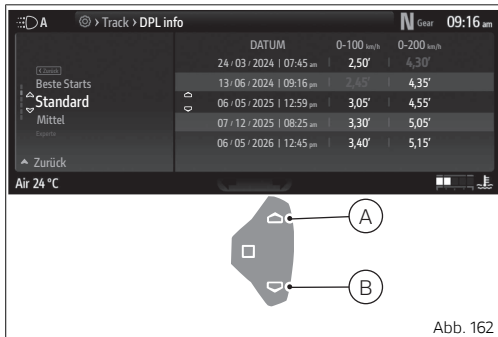 A Track › DPL info N Gear 09:16 am
DATUM 0-100 km/h 0-200 km/h
Zurück
24/03/2024 | 07:45 am | 2,50' | 4,30'
Beste Starts 13/06/2024 | 09:16 pm | 2,45' | 4,35'
Standard 06/05/2025 | 12:59 pm | 3,05' | 4,55'
Mittel 07/12/2025 | 08:25 am | 3,30' | 5,05'
Experte 06/05/2026 | 12:45 pm | 3,40' | 5,15'
Zurück
Air 24 °C
A
B
Abb. 162